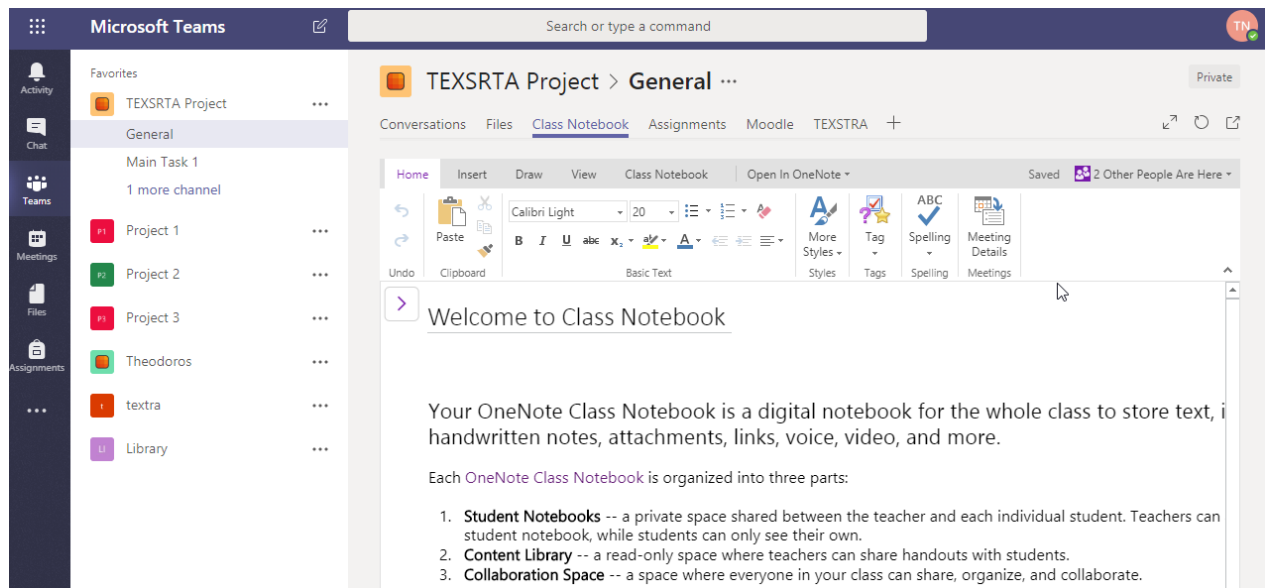 Microsoft Teams
Search or type a command
TN
Activity
Chat
Teams
Meetings
Files
Assignments
Favorites
TEXSRTA Project
General
Main Task 1
1 more channel
P1 Project 1
P2 Project 2
P3 Project 3
Theodoros
t textra
LI Library
TEXSRTA Project > General
Private
Conversations Files Class Notebook Assignments Moodle TEXSTRA
Home Insert Draw View Class Notebook Open In OneNote Saved 2 Other People Are Here
Calibri Light 20
Paste
B I U abc x₂ A
More Styles
Tag
ABC
Spelling
Meeting Details
Undo Clipboard Basic Text Styles Tags Spelling Meetings
Welcome to Class Notebook
Your OneNote Class Notebook is a digital notebook for the whole class to store text, i
handwritten notes, attachments, links, voice, video, and more.
Each OneNote Class Notebook is organized into three parts:
1. Student Notebooks -- a private space shared between the teacher and each individual student. Teachers can
student notebook, while students can only see their own.
2. Content Library -- a read-only space where teachers can share handouts with students.
3. Collaboration Space -- a space where everyone in your class can share, organize, and collaborate.